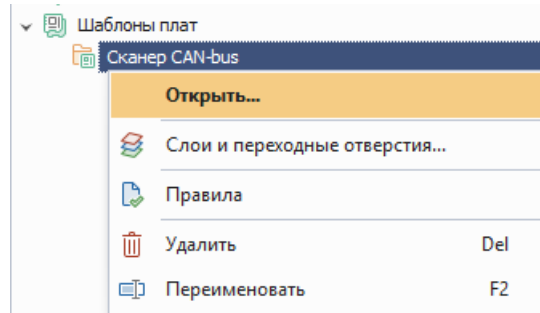 Шаблоны плат
Сканер CAN-bus
Открыть...
Слои и переходные отверстия...
Правила
Удалить Del
Переименовать F2